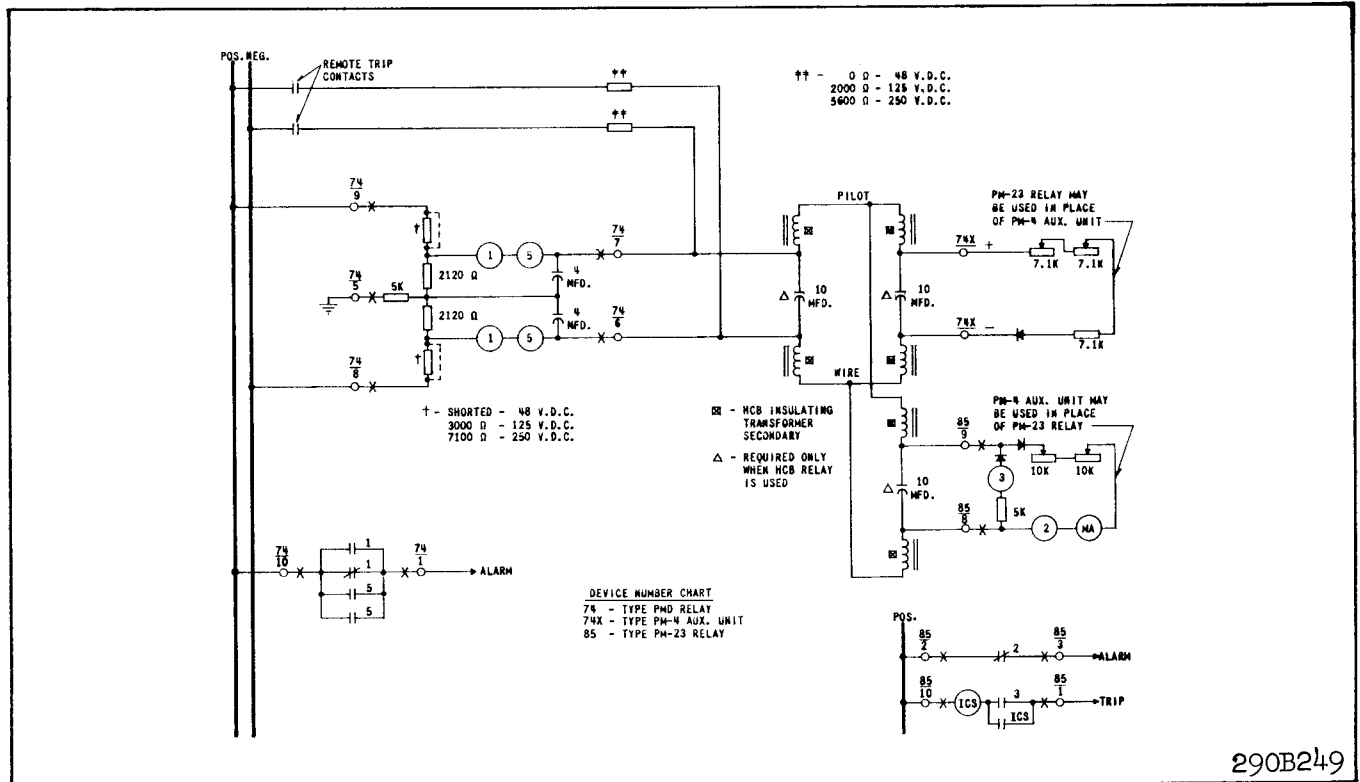 POS. NEG.
REMOTE TRIP
CONTACTS
‡‡
‡‡
‡‡ - 0 Ω - 48 V.D.C.
2000 Ω - 125 V.D.C.
5600 Ω - 250 V.D.C.
74
9
†
1
5
74
7
2120 Ω
4
MFD.
74
5
5K
2120 Ω
4
MFD.
1
5
74
6
†
74
8
† - SHORTED - 48 V.D.C.
3000 Ω - 125 V.D.C.
7100 Ω - 250 V.D.C.
PILOT
Δ
10
MFD.
Δ
10
MFD.
WIRE
74X +
74X -
7.1K
7.1K
7.1K
PM-23 RELAY MAY
BE USED IN PLACE
OF PM-4 AUX. UNIT
⊠ - HCB INSULATING
TRANSFORMER
SECONDARY
Δ - REQUIRED ONLY
WHEN HCB RELAY
IS USED
PM-4 AUX. UNIT MAY
BE USED IN PLACE
OF PM-23 RELAY
85
9
10K
10K
3
5K
Δ
10
MFD.
85
8
2
MA
74
10
1
1
5
5
74
1
ALARM
DEVICE NUMBER CHART
74 - TYPE PMD RELAY
74X - TYPE PM-4 AUX. UNIT
85 - TYPE PM-23 RELAY
POS.
85
2
2
85
3
ALARM
85
10
ICS
3
ICS
85
1
TRIP
290B249